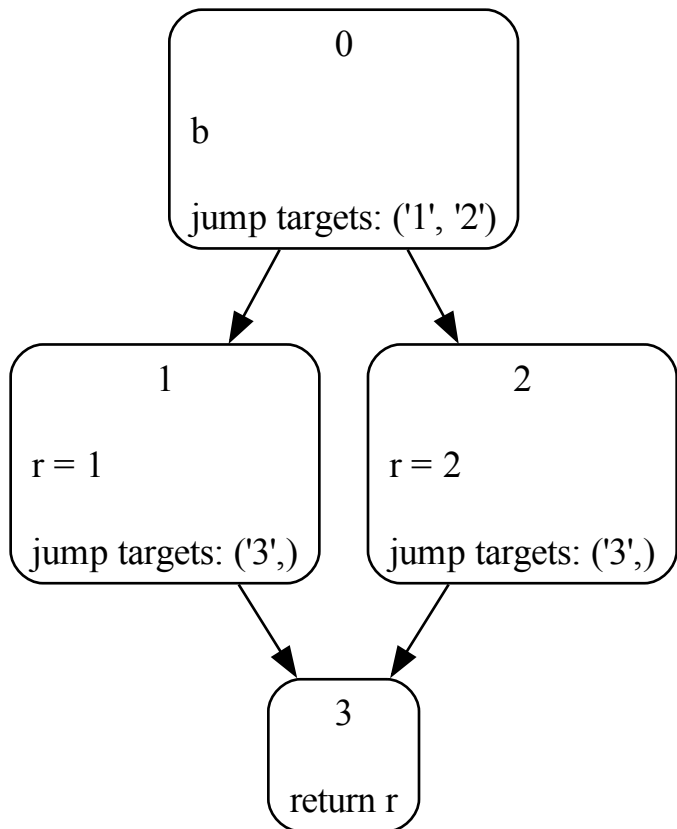 0
b
jump targets: ('1', '2')
1
r = 1
jump targets: ('3',)
2
r = 2
jump targets: ('3',)
3
return r